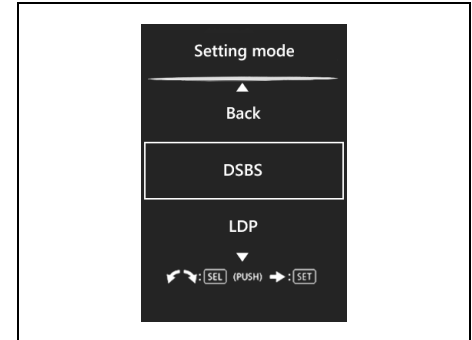 Setting mode
Back
DSBS
LDP
:SEL (PUSH) :SET